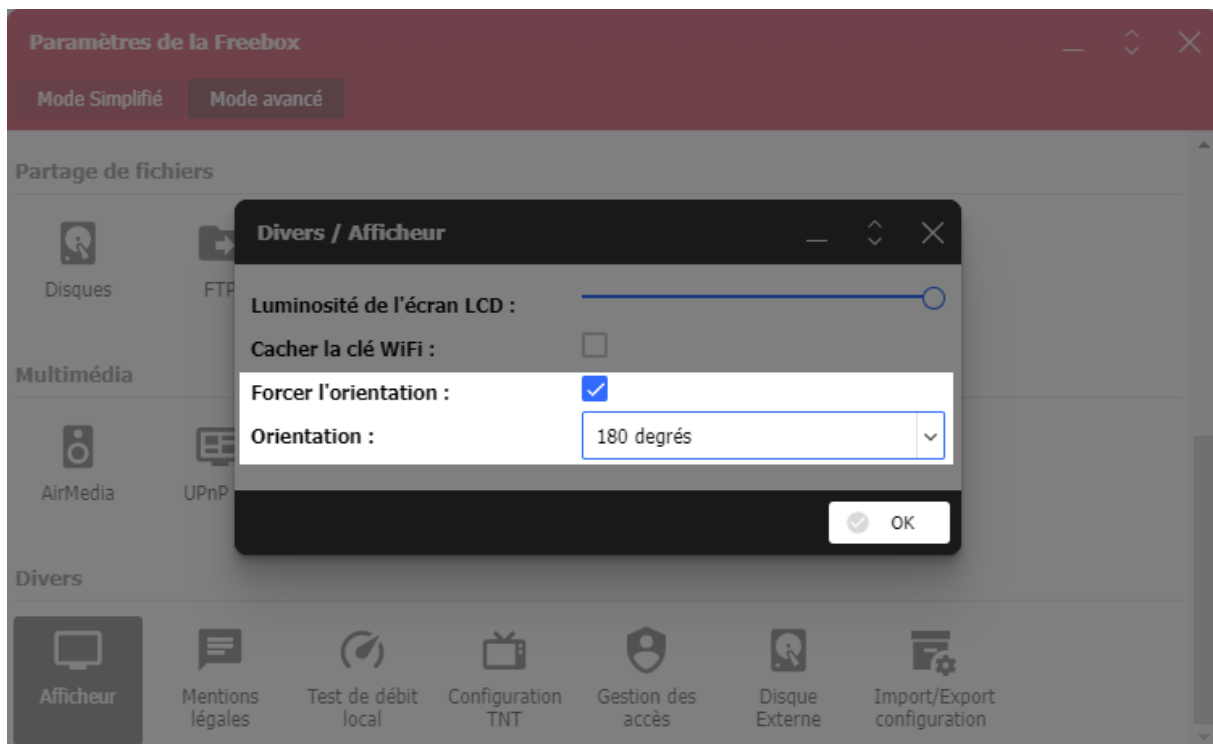 Paramètres de la Freebox
Mode Simplifié
Mode avancé
Partage de fichiers
Disques
FTP
Divers / Afficheur
Luminosité de l'écran LCD :
Cacher la clé WiFi :
Forcer l'orientation :
Orientation :
180 degrés
OK
Multimédia
AirMedia
UPnP
Divers
Afficheur
Mentions
légales
Test de débit
local
Configuration
TNT
Gestion des
accès
Disque
Externe
Import/Export
configuration